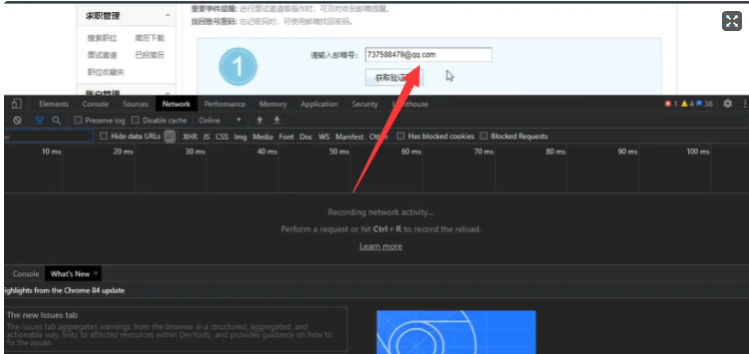 求职管理 -
重要事件提醒: 进行面试邀请等操作时，可及时收到邮箱提醒。
找回账号密码: 忘记密码时，可使用邮箱找回密码。
搜索职位 简历下载
面试邀请 已投简历
职位收藏夹
账户管理
1
请输入邮箱号: 737588479@qq.com
获取验证
Elements Console Sources Network Performance Memory Application Security house
1 4 36
Preserve log Disable cache Online
Hide data URLs XHR JS CSS Img Media Font Doc WS Manifest Has blocked cookies Blocked Requests
10 ms 20 ms 30 ms 40 ms 50 ms 60 ms 70 ms 80 ms 90 ms 100 ms
Recording network activity...
Perform a request or hit Ctrl + R to record the reload.
Learn more
Console What's New ×
ighlights from the Chrome 84 update
The new Issues tab
The Issues tab aggregates warnings from the browser in a structured, aggregated, and
actionable way, links to affected resources within DevTools, and provides guidance on how to
fix the issues.